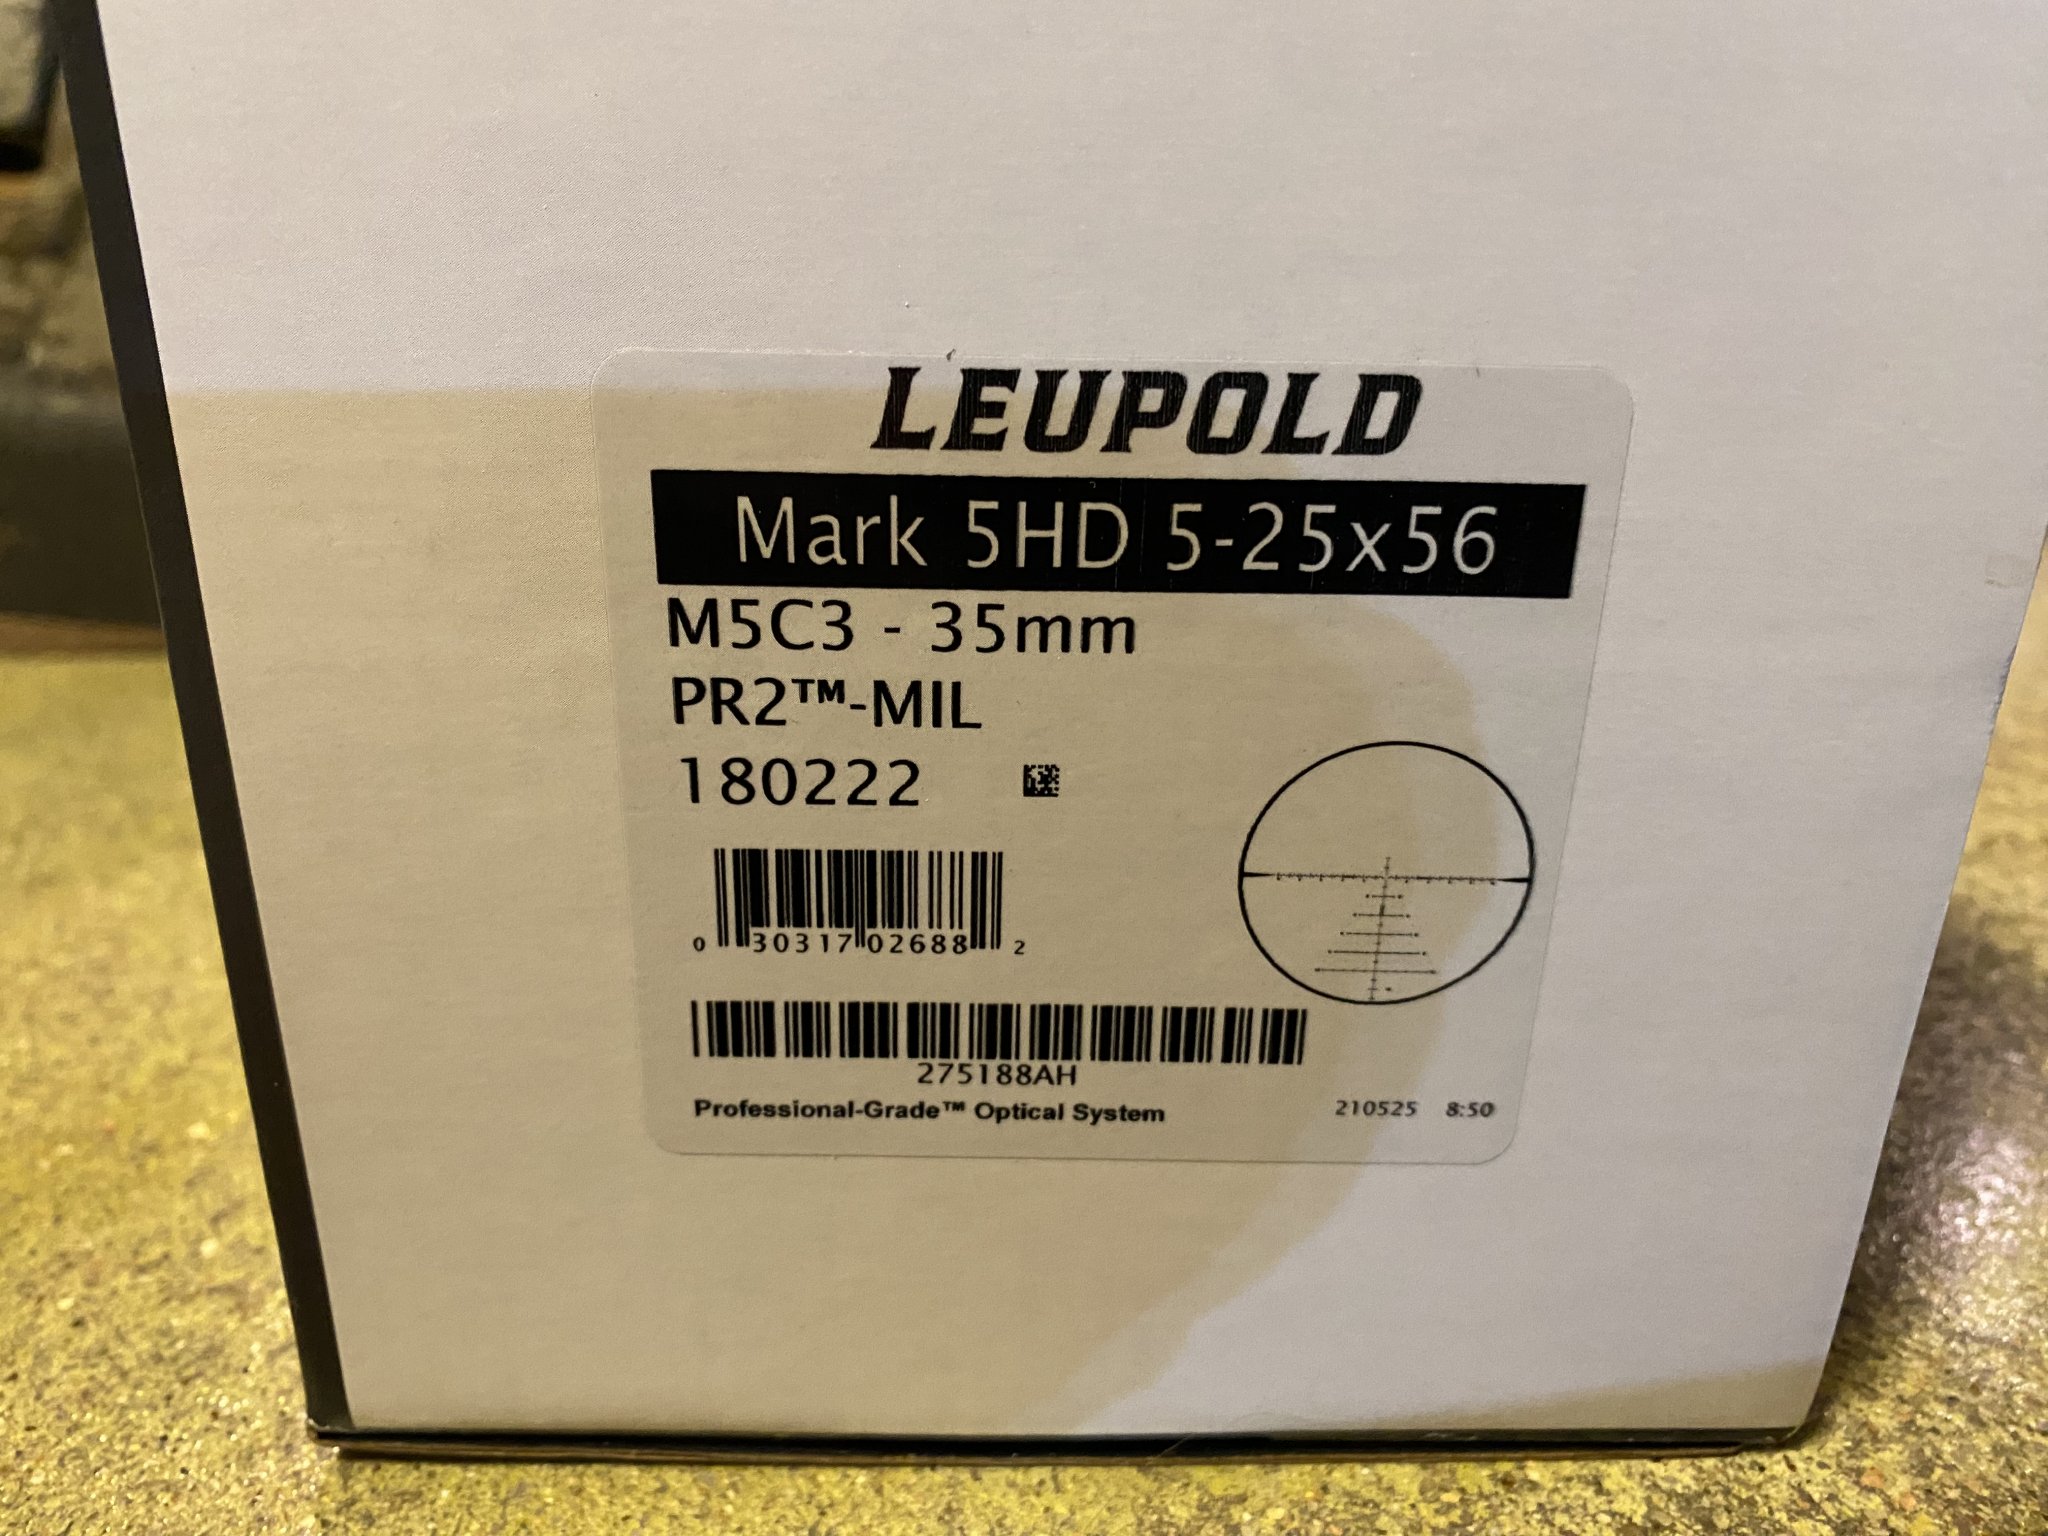 LEUPOLD
Mark 5HD 5-25x56
M5C3 - 35mm
PR2™-MIL
180222
0 30317 02688 2
275188AH
Professional-Grade™ Optical System 210525 8:50